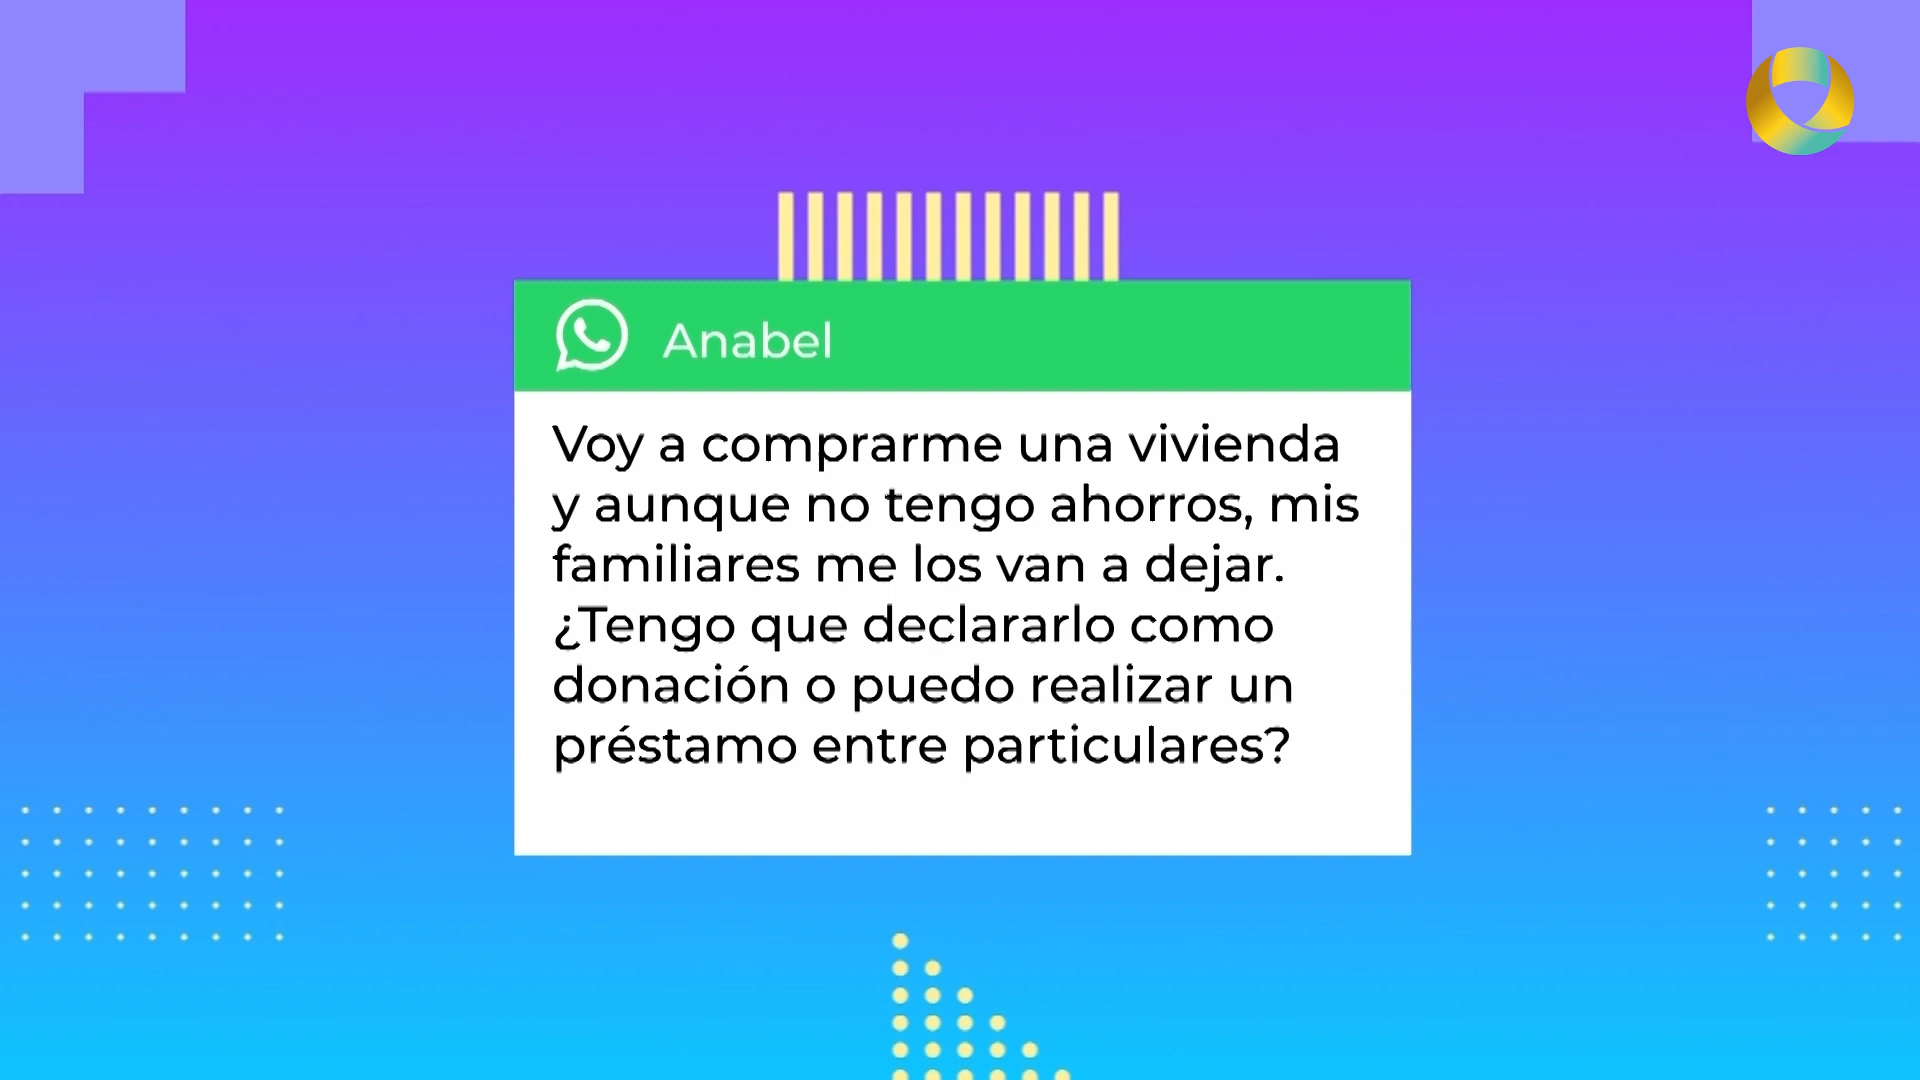 Anabel
Voy a comprarme una vivienda
y aunque no tengo ahorros, mis
familiares me los van a dejar.
¿Tengo que declararlo como
donación o puedo realizar un
préstamo entre particulares?